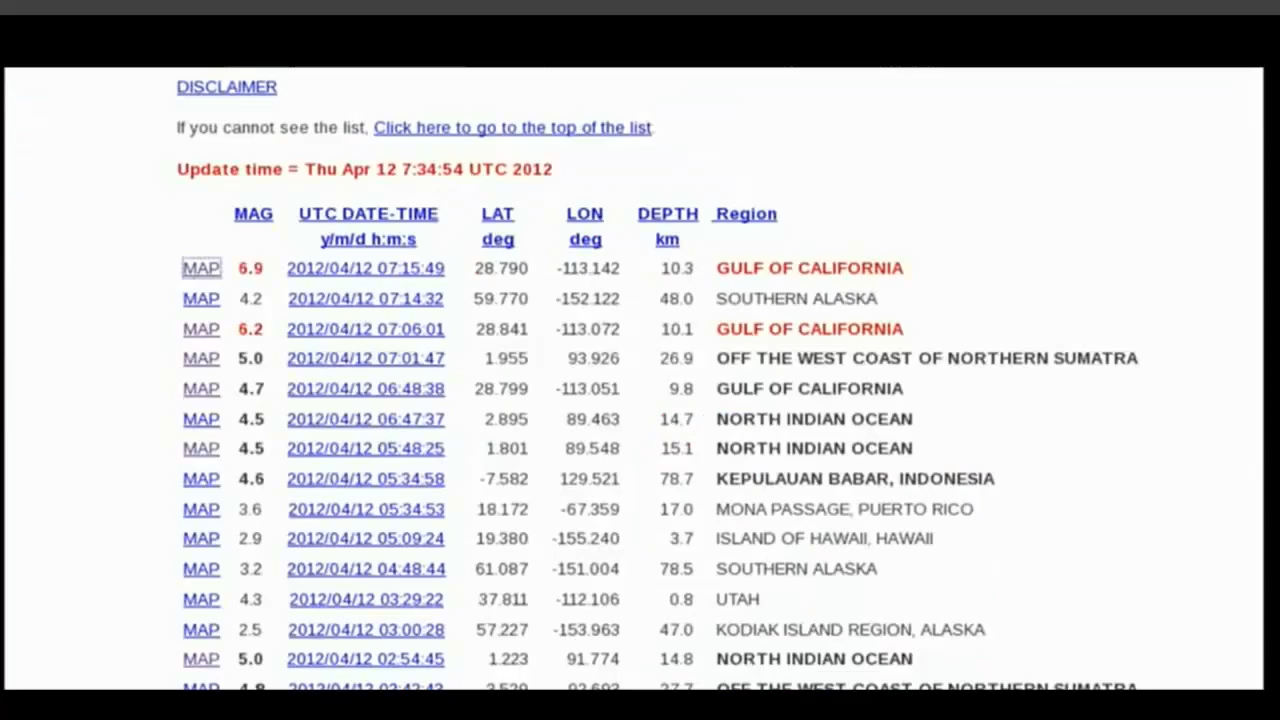 DISCLAIMER
If you cannot see the list, Click here to go to the top of the list.
Update time = Thu Apr 12 7:34:54 UTC 2012
MAG UTC DATE-TIME LAT LON DEPTH Region
y/m/d h:m:s deg deg km
MAP 6.9 2012/04/12 07:15:49 28.790 -113.142 10.3 GULF OF CALIFORNIA
MAP 4.2 2012/04/12 07:14:32 59.770 -152.122 48.0 SOUTHERN ALASKA
MAP 6.2 2012/04/12 07:06:01 28.841 -113.072 10.1 GULF OF CALIFORNIA
MAP 5.0 2012/04/12 07:01:47 1.955 93.926 26.9 OFF THE WEST COAST OF NORTHERN SUMATRA
MAP 4.7 2012/04/12 06:48:38 28.799 -113.051 9.8 GULF OF CALIFORNIA
MAP 4.5 2012/04/12 06:47:37 2.895 89.463 14.7 NORTH INDIAN OCEAN
MAP 4.5 2012/04/12 05:48:25 1.801 89.548 15.1 NORTH INDIAN OCEAN
MAP 4.6 2012/04/12 05:34:58 -7.582 129.521 78.7 KEPULAUAN BABAR, INDONESIA
MAP 3.6 2012/04/12 05:34:53 18.172 -67.359 17.0 MONA PASSAGE, PUERTO RICO
MAP 2.9 2012/04/12 05:09:24 19.380 -155.240 3.7 ISLAND OF HAWAII, HAWAII
MAP 3.2 2012/04/12 04:48:44 61.087 -151.004 78.5 SOUTHERN ALASKA
MAP 4.3 2012/04/12 03:29:22 37.811 -112.106 0.8 UTAH
MAP 2.5 2012/04/12 03:00:28 57.227 -153.963 47.0 KODIAK ISLAND REGION, ALASKA
MAP 5.0 2012/04/12 02:54:45 1.223 91.774 14.8 NORTH INDIAN OCEAN
MAP OFF THE WEST COAST OF NORTHERN SUMATRA